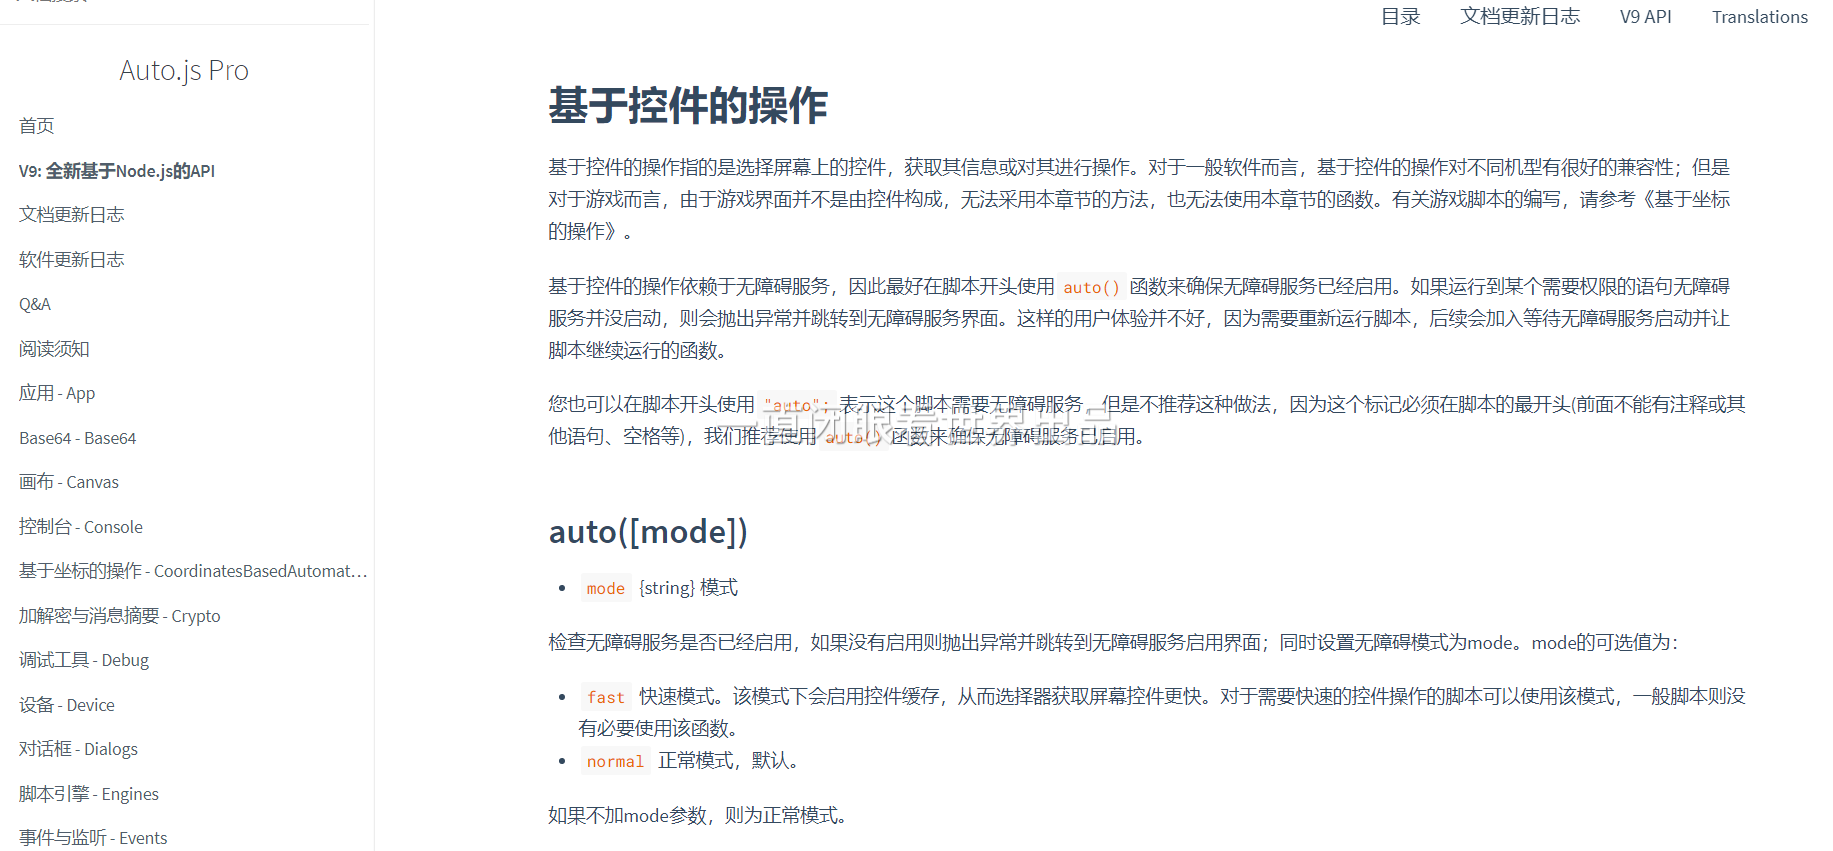 目录
文档更新日志
V9 API
Translations
Auto.js Pro
首页
V9: 全新基于Node.js的API
文档更新日志
软件更新日志
Q&A
阅读须知
应用 - App
Base64 - Base64
画布 - Canvas
控制台 - Console
基于坐标的操作 - CoordinatesBasedAutomat...
加解密与消息摘要 - Crypto
调试工具 - Debug
设备 - Device
对话框 - Dialogs
脚本引擎 - Engines
事件与监听 - Events
基于控件的操作
基于控件的操作指的是选择屏幕上的控件，获取其信息或对其进行操作。对于一般软件而言，基于控件的操作对不同机型有很好的兼容性；但是
对于游戏而言，由于游戏界面并不是由控件构成，无法采用本章节的方法，也无法使用本章节的函数。有关游戏脚本的编写，请参考《基于坐标
的操作》。
基于控件的操作依赖于无障碍服务，因此最好在脚本开头使用 auto() 函数来确保无障碍服务已经启用。如果运行到某个需要权限的语句无障碍
服务并没启动，则会抛出异常并跳转到无障碍服务界面。这样的用户体验并不好，因为需要重新运行脚本，后续会加入等待无障碍服务启动并让
脚本继续运行的函数。
您也可以在脚本开头使用 "auto"; 表示这个脚本需要无障碍服务，但是不推荐这种做法，因为这个标记必须在脚本的最开头(前面不能有注释或其
他语句、空格等)，我们推荐使用 auto() 函数来确保无障碍服务已启用。
一直闭眼看世界出品
auto([mode])
mode {string} 模式
检查无障碍服务是否已经启用，如果没有启用则抛出异常并跳转到无障碍服务启用界面；同时设置无障碍模式为mode。mode的可选值为：
fast 快速模式。该模式下会启用控件缓存，从而选择器获取屏幕控件更快。对于需要快速的控件操作的脚本可以使用该模式，一般脚本则没
有必要使用该函数。
normal 正常模式，默认。
如果不加mode参数，则为正常模式。